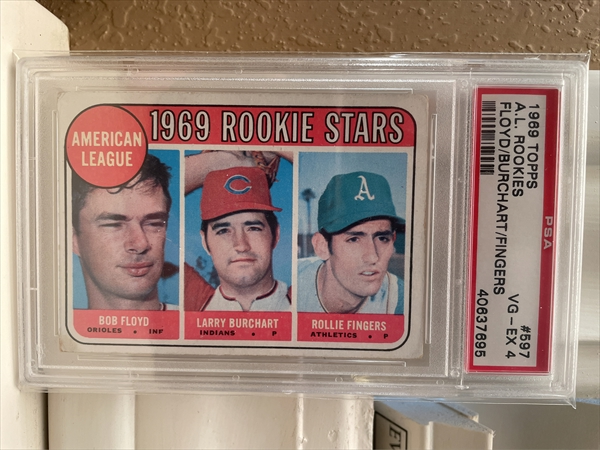 AMERICAN
LEAGUE
1969 ROOKIE STARS
C
A
BOB FLOYD
ORIOLES • INF
LARRY BURCHART
INDIANS • P
ROLLIE FINGERS
ATHLETICS • P
1969 TOPPS #597
A.L. ROOKIES
FLOYD/BURCHART/FINGERS VG - EX 4
40637695
PSA